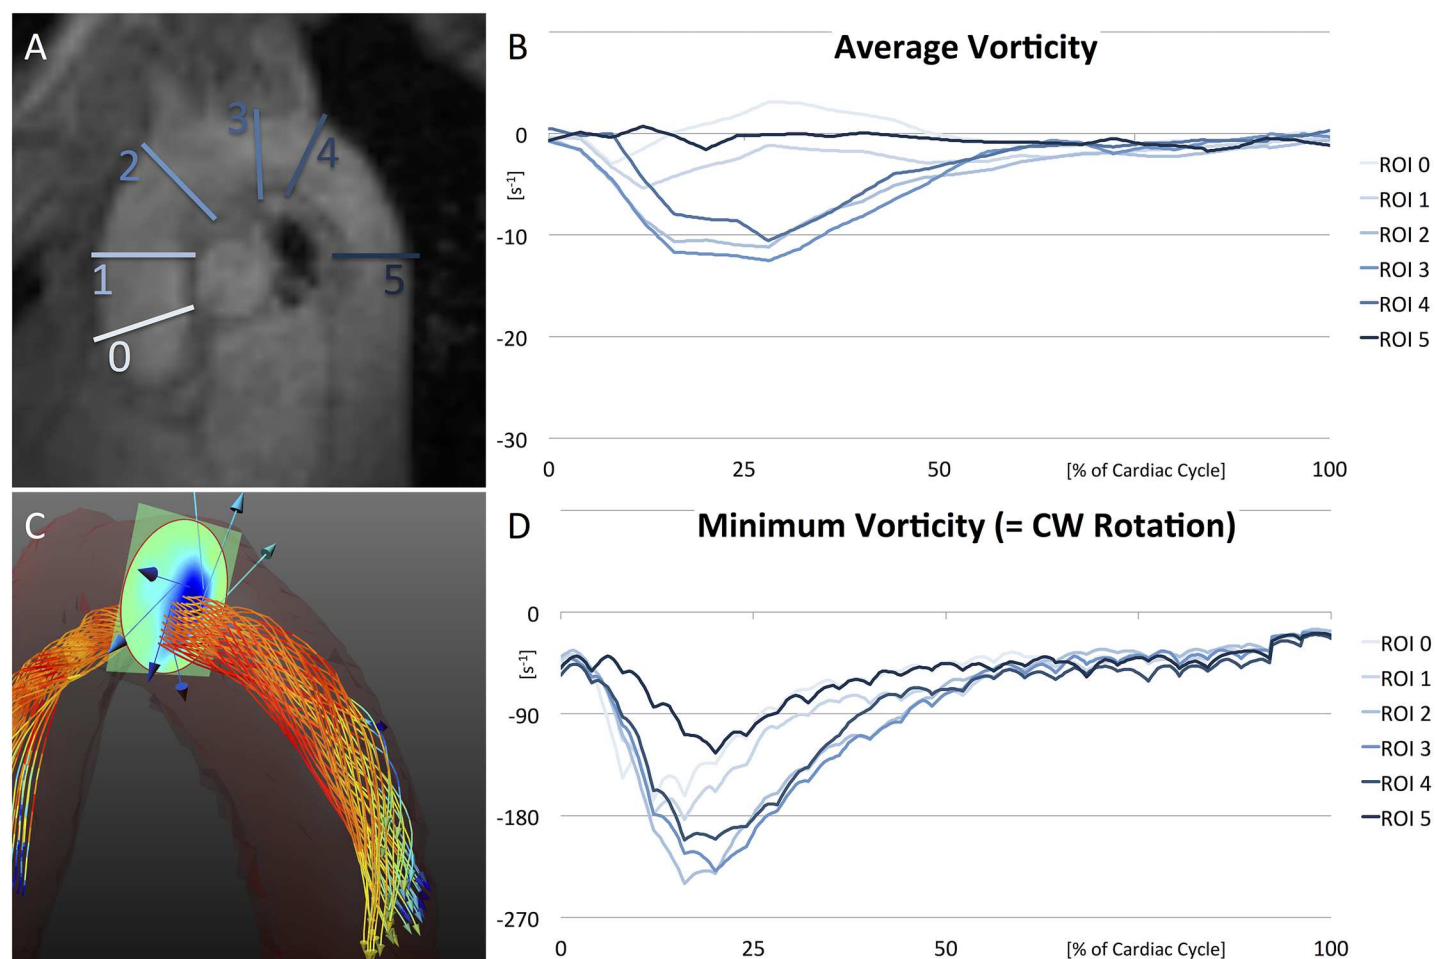 A
3
4
2
1
5
0
B
Average Vorticity
0
-10
-20
-30
[s-1]
0
25
50
[% of Cardiac Cycle]
100
ROI 0
ROI 1
ROI 2
ROI 3
ROI 4
ROI 5
C
D
Minimum Vorticity (= CW Rotation)
0
-90
-180
-270
[s-1]
0
25
50
[% of Cardiac Cycle]
100
ROI 0
ROI 1
ROI 2
ROI 3
ROI 4
ROI 5